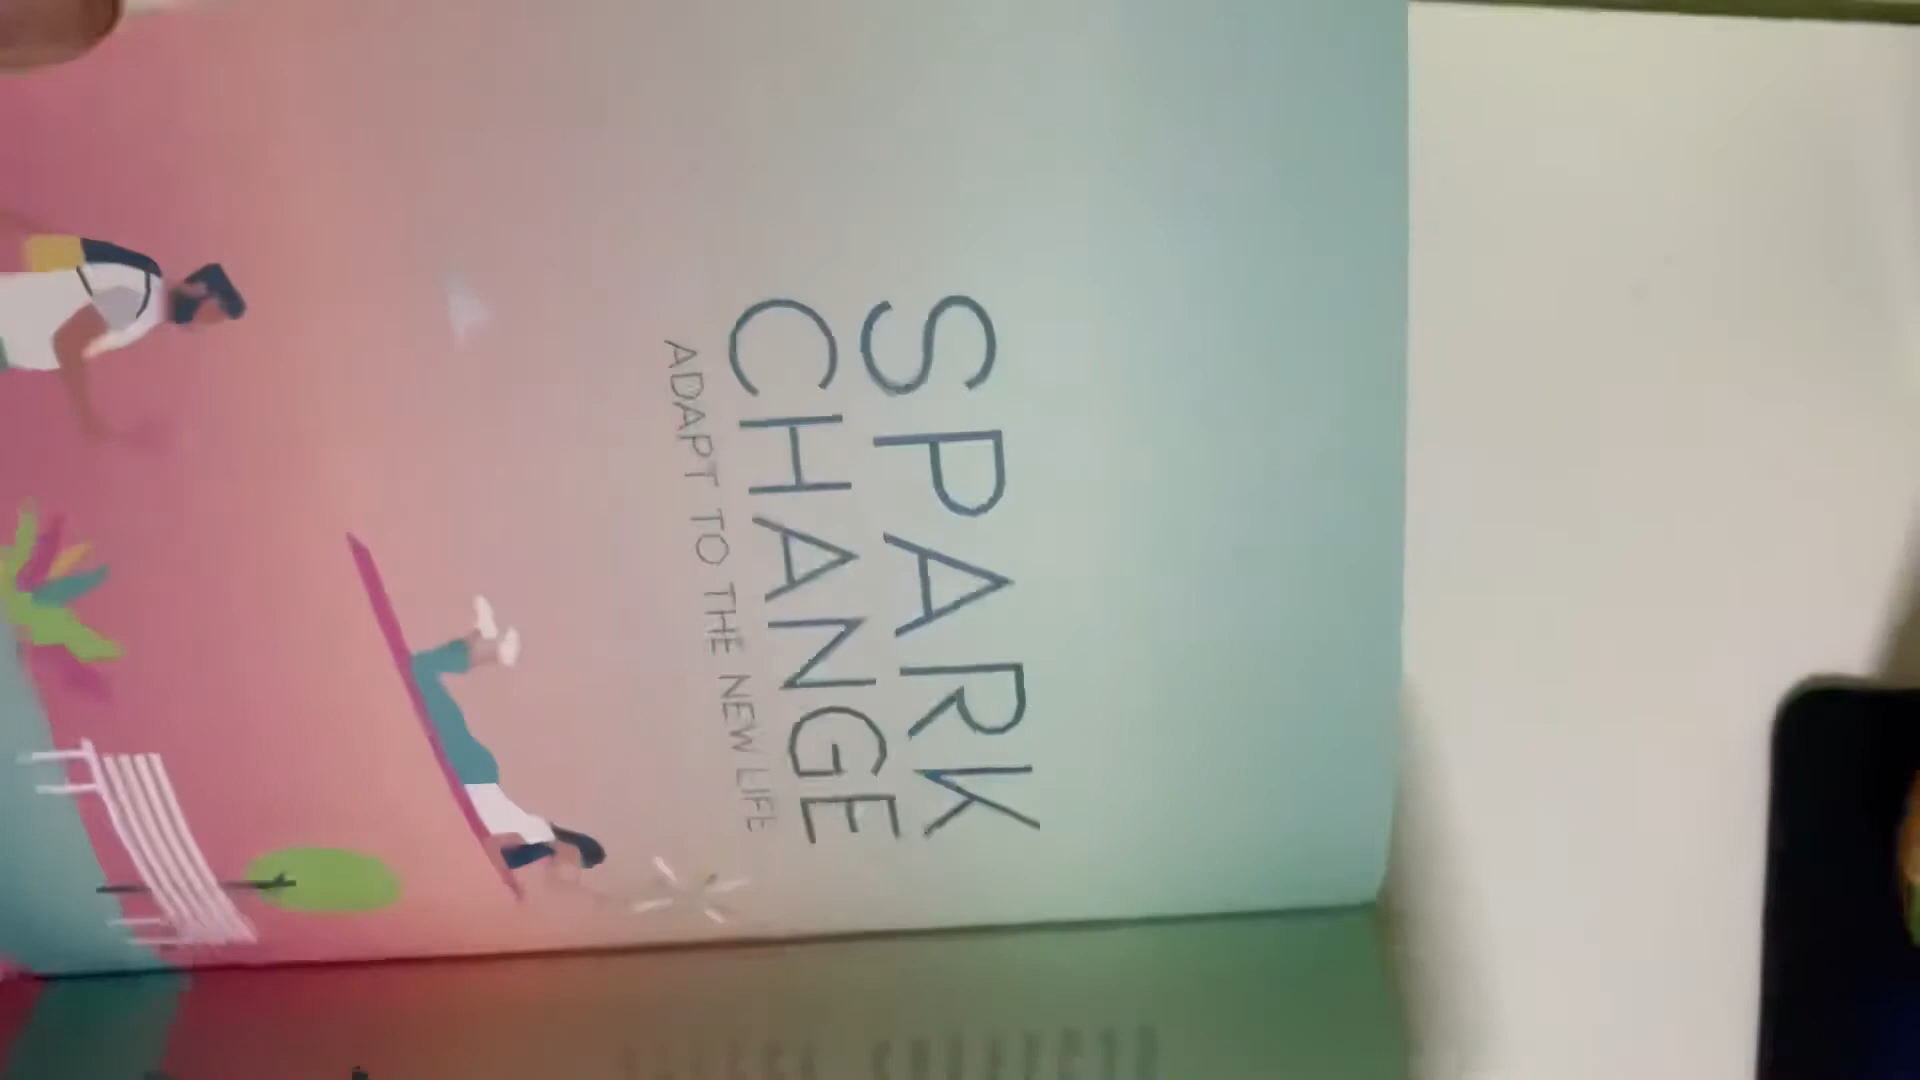 SPARK
CHANGE
ADAPT TO THE NEW LIFE